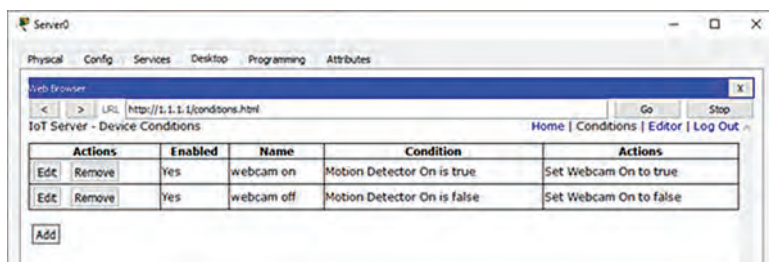 Server0
Physical Config Services Desktop Programming Attributes
Web Browser X
< > URL http://1.1.1.1/conditions.html Go Stop
IoT Server - Device Conditions Home | Conditions | Editor | Log Out
Actions Enabled Name Condition Actions
Edit Remove Yes webcam on Motion Detector On is true Set Webcam On to true
Edit Remove Yes webcam off Motion Detector On is false Set Webcam On to false
Add